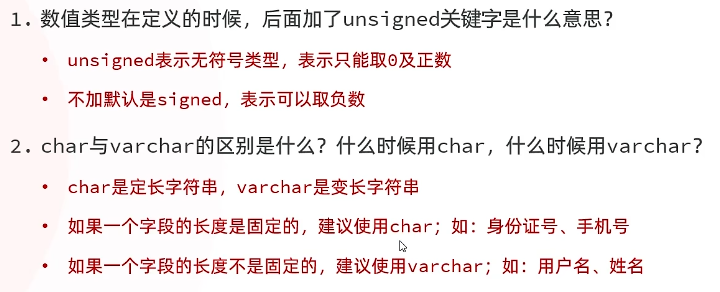 1. 数值类型在定义的时候，后面加了unsigned关键字是什么意思？
• unsigned表示无符号类型，表示只能取0及正数
• 不加默认是signed，表示可以取负数
2. char与varchar的区别是什么？什么时候用char，什么时候用varchar？
• char是定长字符串，varchar是变长字符串
• 如果一个字段的长度是固定的，建议使用char；如：身份证号、手机号
• 如果一个字段的长度不是固定的，建议使用varchar；如：用户名、姓名